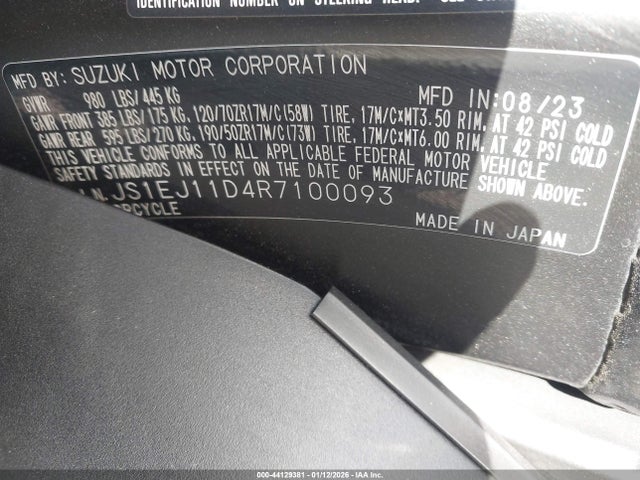 IDENTIFICATION NUMBER ON STEERING HEAD.
MFD BY: SUZUKI MOTOR CORPORATION
MFD IN: 08/23
GVWR 980 LBS/ 445 KG
GAWR FRONT 385 LBS/ 175 KG, 120/70ZR17M/C(58W) TIRE, 17M/C×MT3.50 RIM, AT 42 PSI COLD
GAWR REAR 595 LBS/ 270 KG, 190/50ZR17M/C(73W) TIRE, 17M/C×MT6.00 RIM, AT 42 PSI COLD
THIS VEHICLE CONFORMS TO ALL APPLICABLE FEDERAL MOTOR VEHICLE
SAFETY STANDARDS IN EFFECT ON THE DATE OF MANUFACTURE SHOWN ABOVE.
JS1EJ11D4R7100093
MADE IN JAPAN
000-44129381 - 01/12/2026 - COPYRIGHT IAA, LLC.